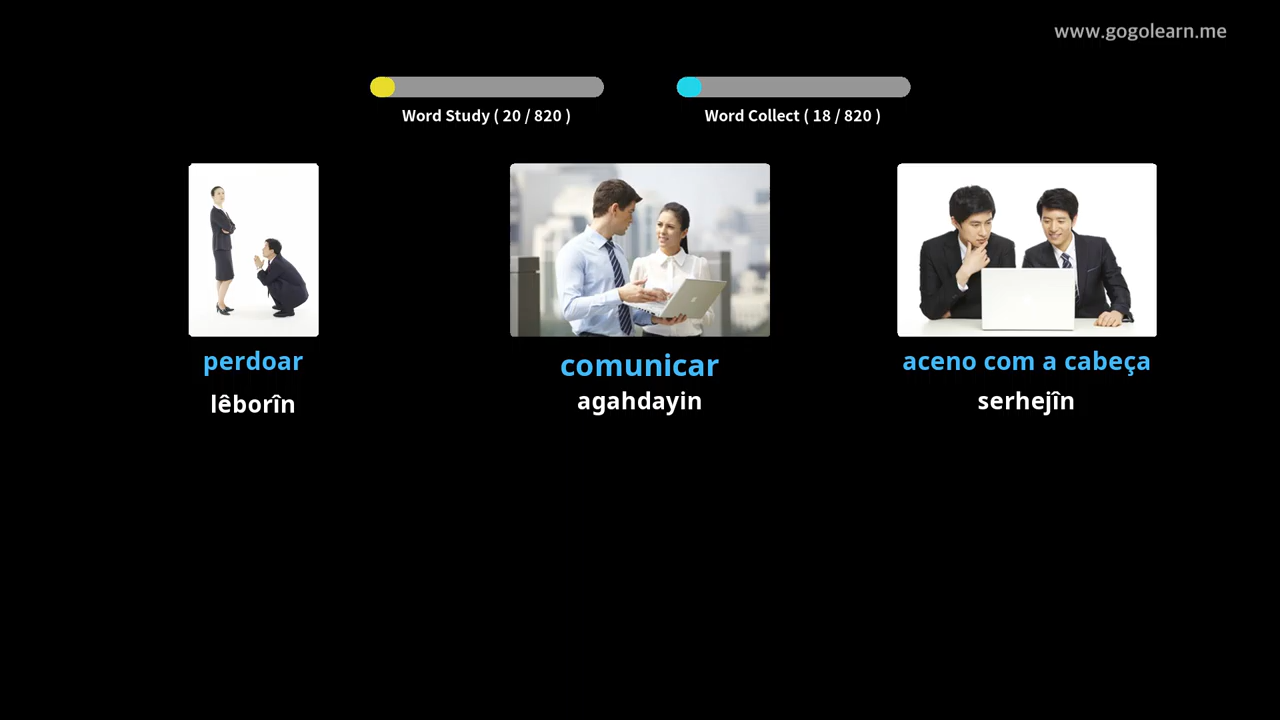 www.gogolearn.me
Word Study ( 20 / 820 )
Word Collect ( 18 / 820 )
perdoar
comunicar
aceno com a cabeça
lêborîn
agahdayin
serhejîn